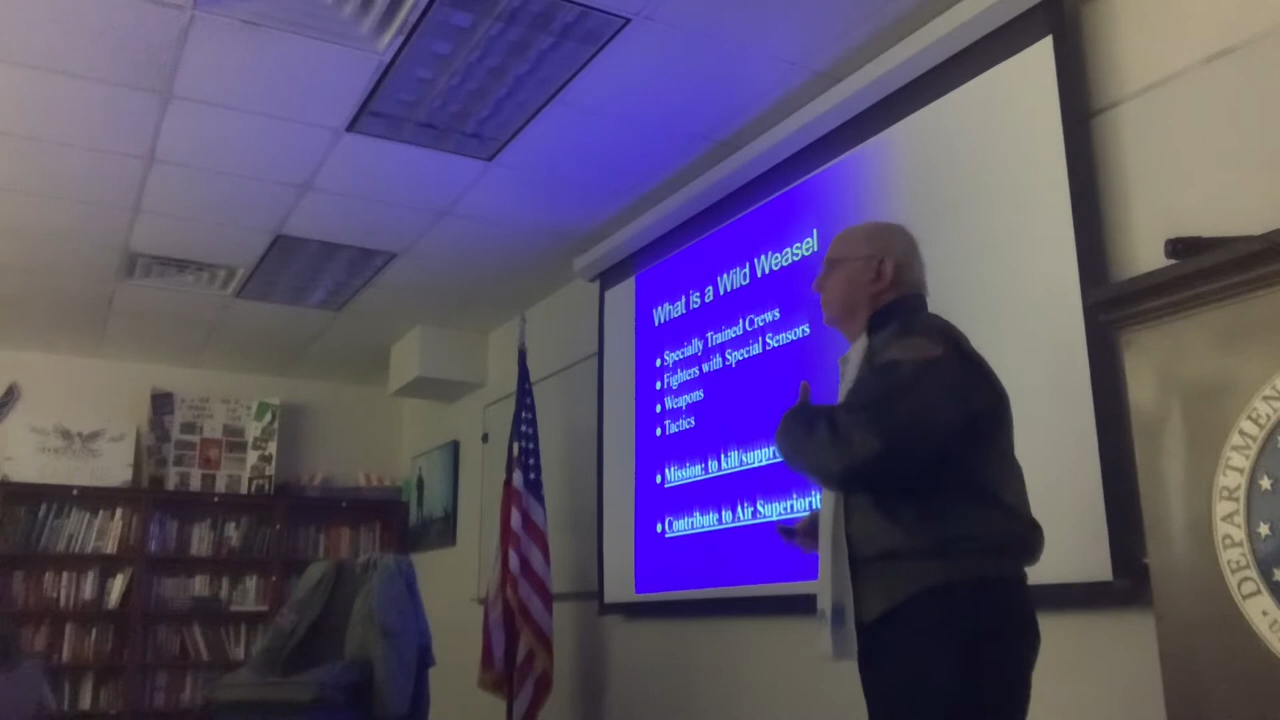 What is a Wild Weasel
• Specially Trained Crews
• Fighters with Special Sensors
• Weapons
• Tactics
• Mission: to kill/suppr
• Contribute to Air Superiorit
DEPARTMEN